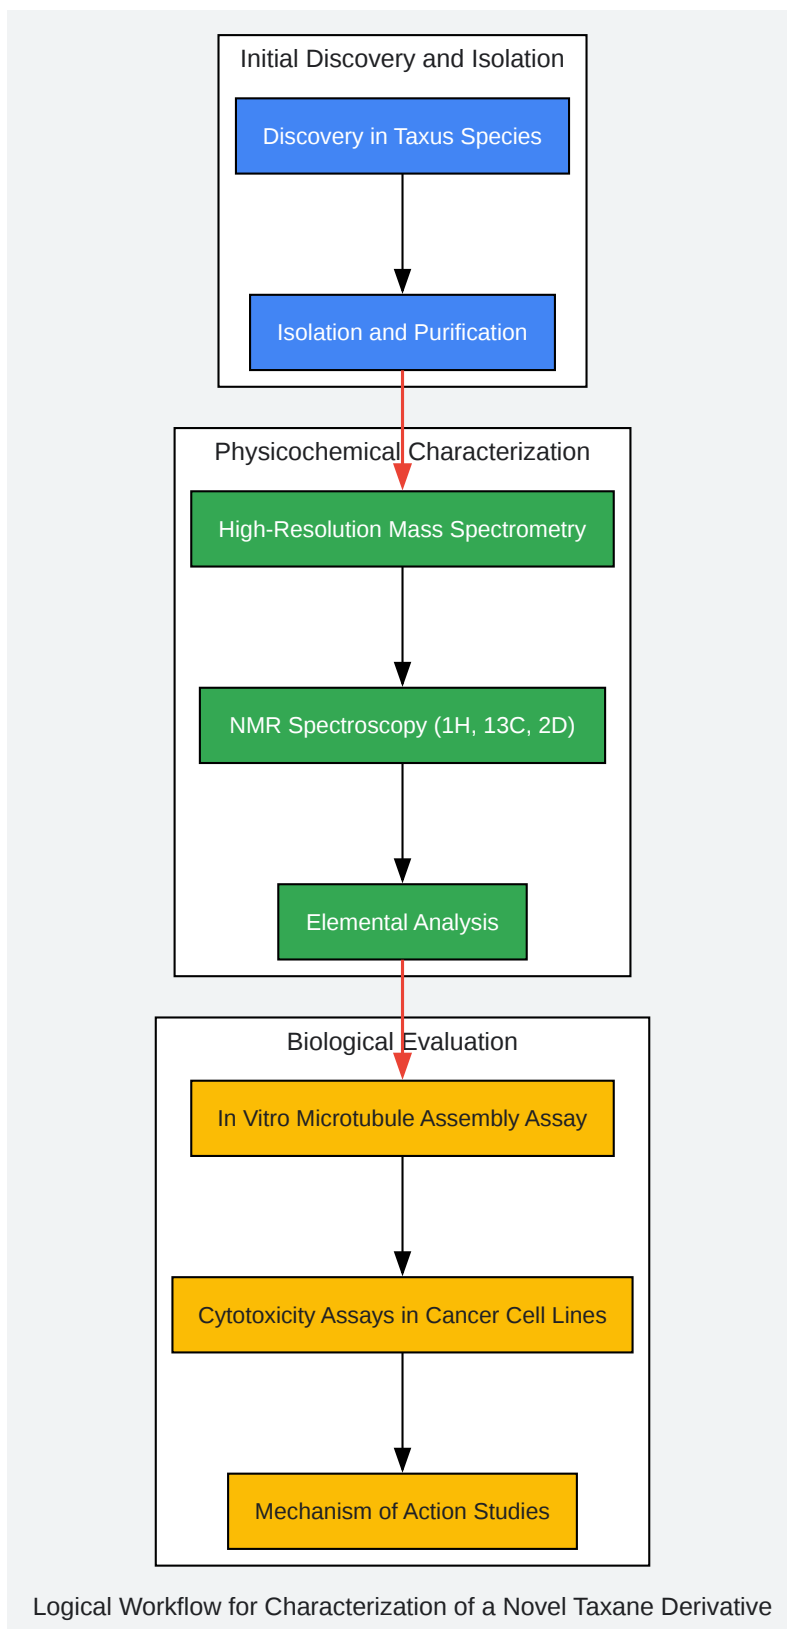 Initial Discovery and Isolation
Discovery in Taxus Species
Isolation and Purification
Physicochemical Characterization
High-Resolution Mass Spectrometry
NMR Spectroscopy (1H, 13C, 2D)
Elemental Analysis
Biological Evaluation
In Vitro Microtubule Assembly Assay
Cytotoxicity Assays in Cancer Cell Lines
Mechanism of Action Studies
Logical Workflow for Characterization of a Novel Taxane Derivative